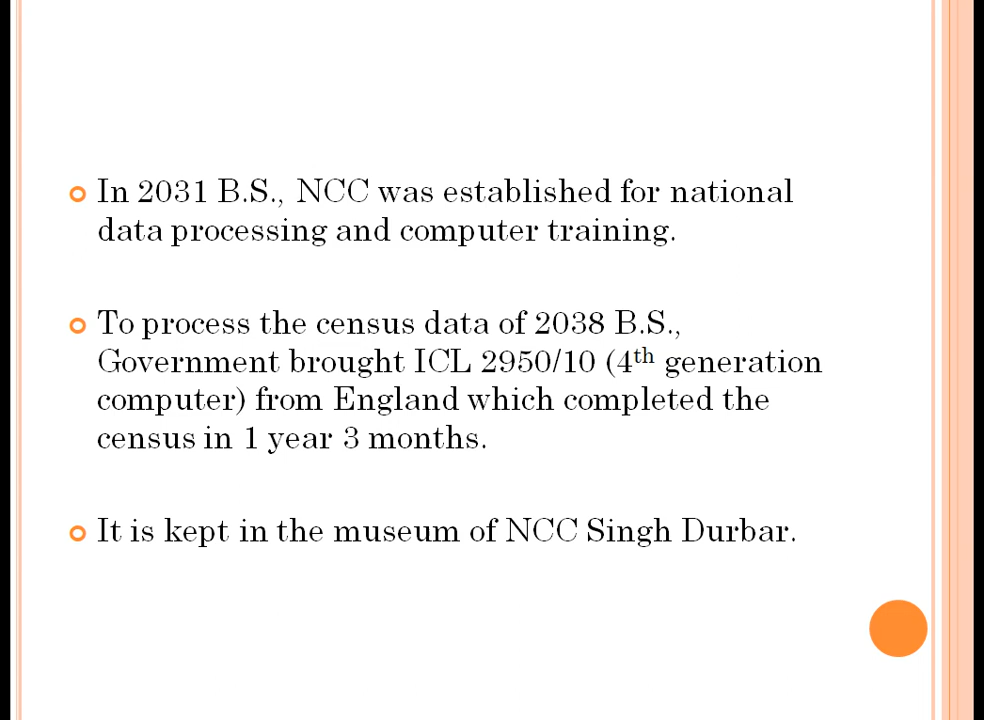 In 2031 B.S., NCC was established for national
data processing and computer training.
To process the census data of 2038 B.S.,
Government brought ICL 2950/10 (4th generation
computer) from England which completed the
census in 1 year 3 months.
It is kept in the museum of NCC Singh Durbar.